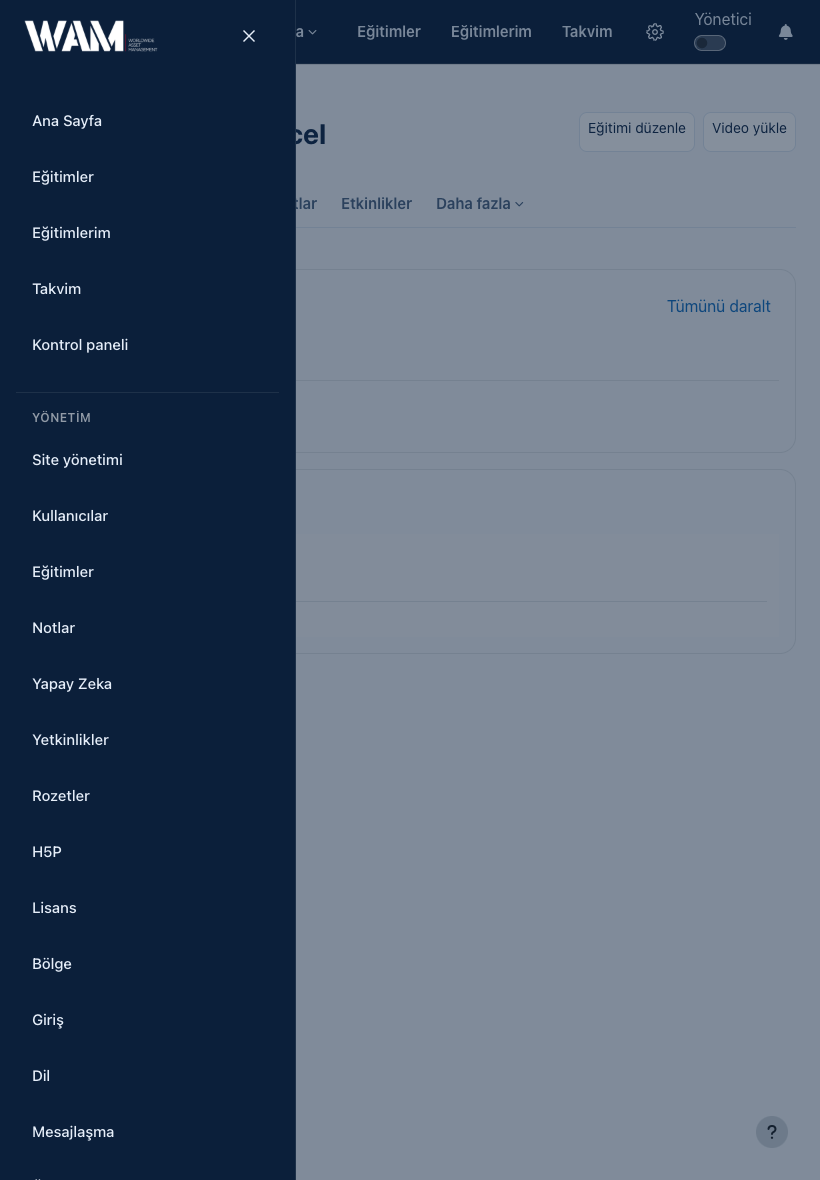 WAM
WORLDWIDE
ASSET
MANAGEMENT
a
Eğitimler
Eğitimlerim
Takvim
Yönetici
cel
Eğitimi düzenle
Video yükle
tlar
Etkinlikler
Daha fazla
Tümünü daralt
Ana Sayfa
Eğitimler
Eğitimlerim
Takvim
Kontrol paneli
YÖNETİM
Site yönetimi
Kullanıcılar
Eğitimler
Notlar
Yapay Zeka
Yetkinlikler
Rozetler
H5P
Lisans
Bölge
Giriş
Dil
Mesajlaşma
?